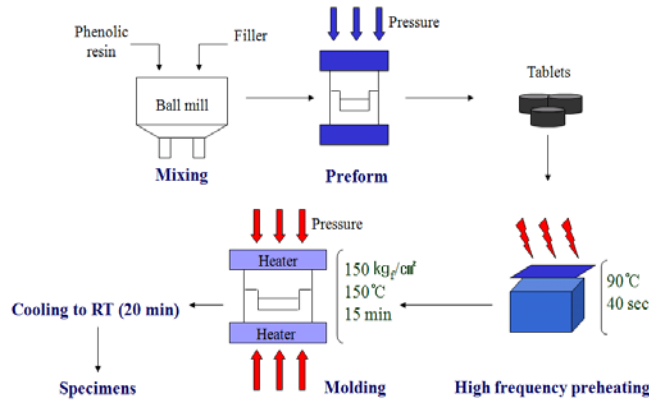 Phenolic
resin
Filler
Ball mill
Mixing
Pressure
Preform
Tablets
90℃
40 sec
High frequency preheating
Pressure
Heater
Heater
150 kgf/㎠
150℃
15 min
Molding
Cooling to RT (20 min)
Specimens